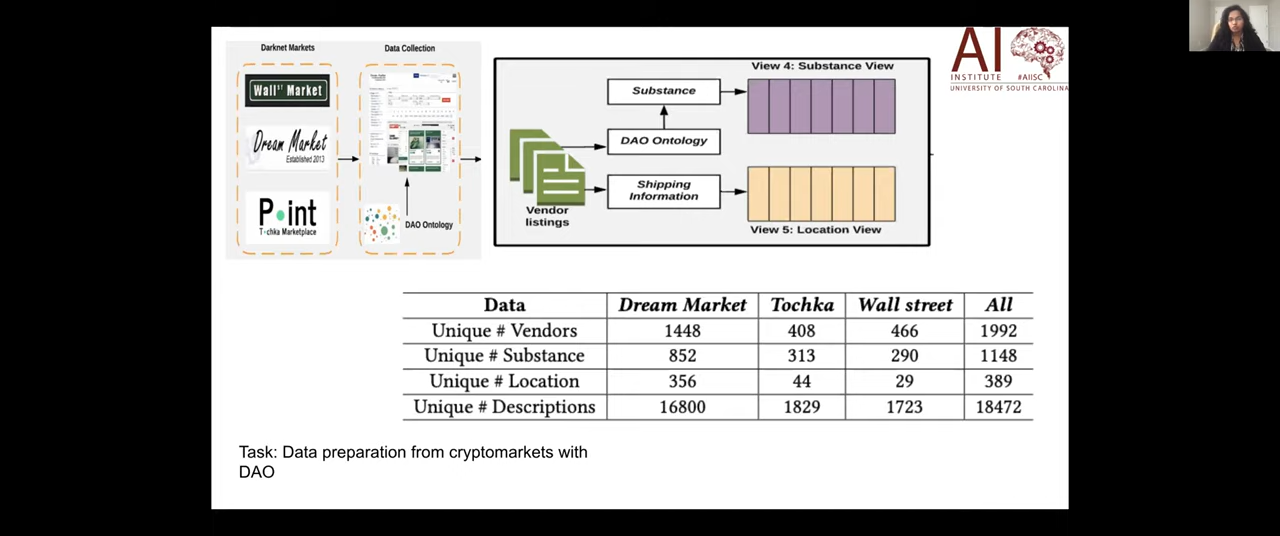 Darknet Markets
Data Collection
Wall ST Market
Dream Market
Established 2013
Point
Tochka Marketplace
DAO Ontology
Substance
DAO Ontology
Shipping
Information
Vendor
listings
View 4: Substance View
View 5: Location View
AI
INSTITUTE #AIISC
UNIVERSITY OF SOUTH CAROLINA
Data Dream Market Tochka Wall street All
Unique # Vendors 1448 408 466 1992
Unique # Substance 852 313 290 1148
Unique # Location 356 44 29 389
Unique # Descriptions 16800 1829 1723 18472
Task: Data preparation from cryptomarkets with
DAO